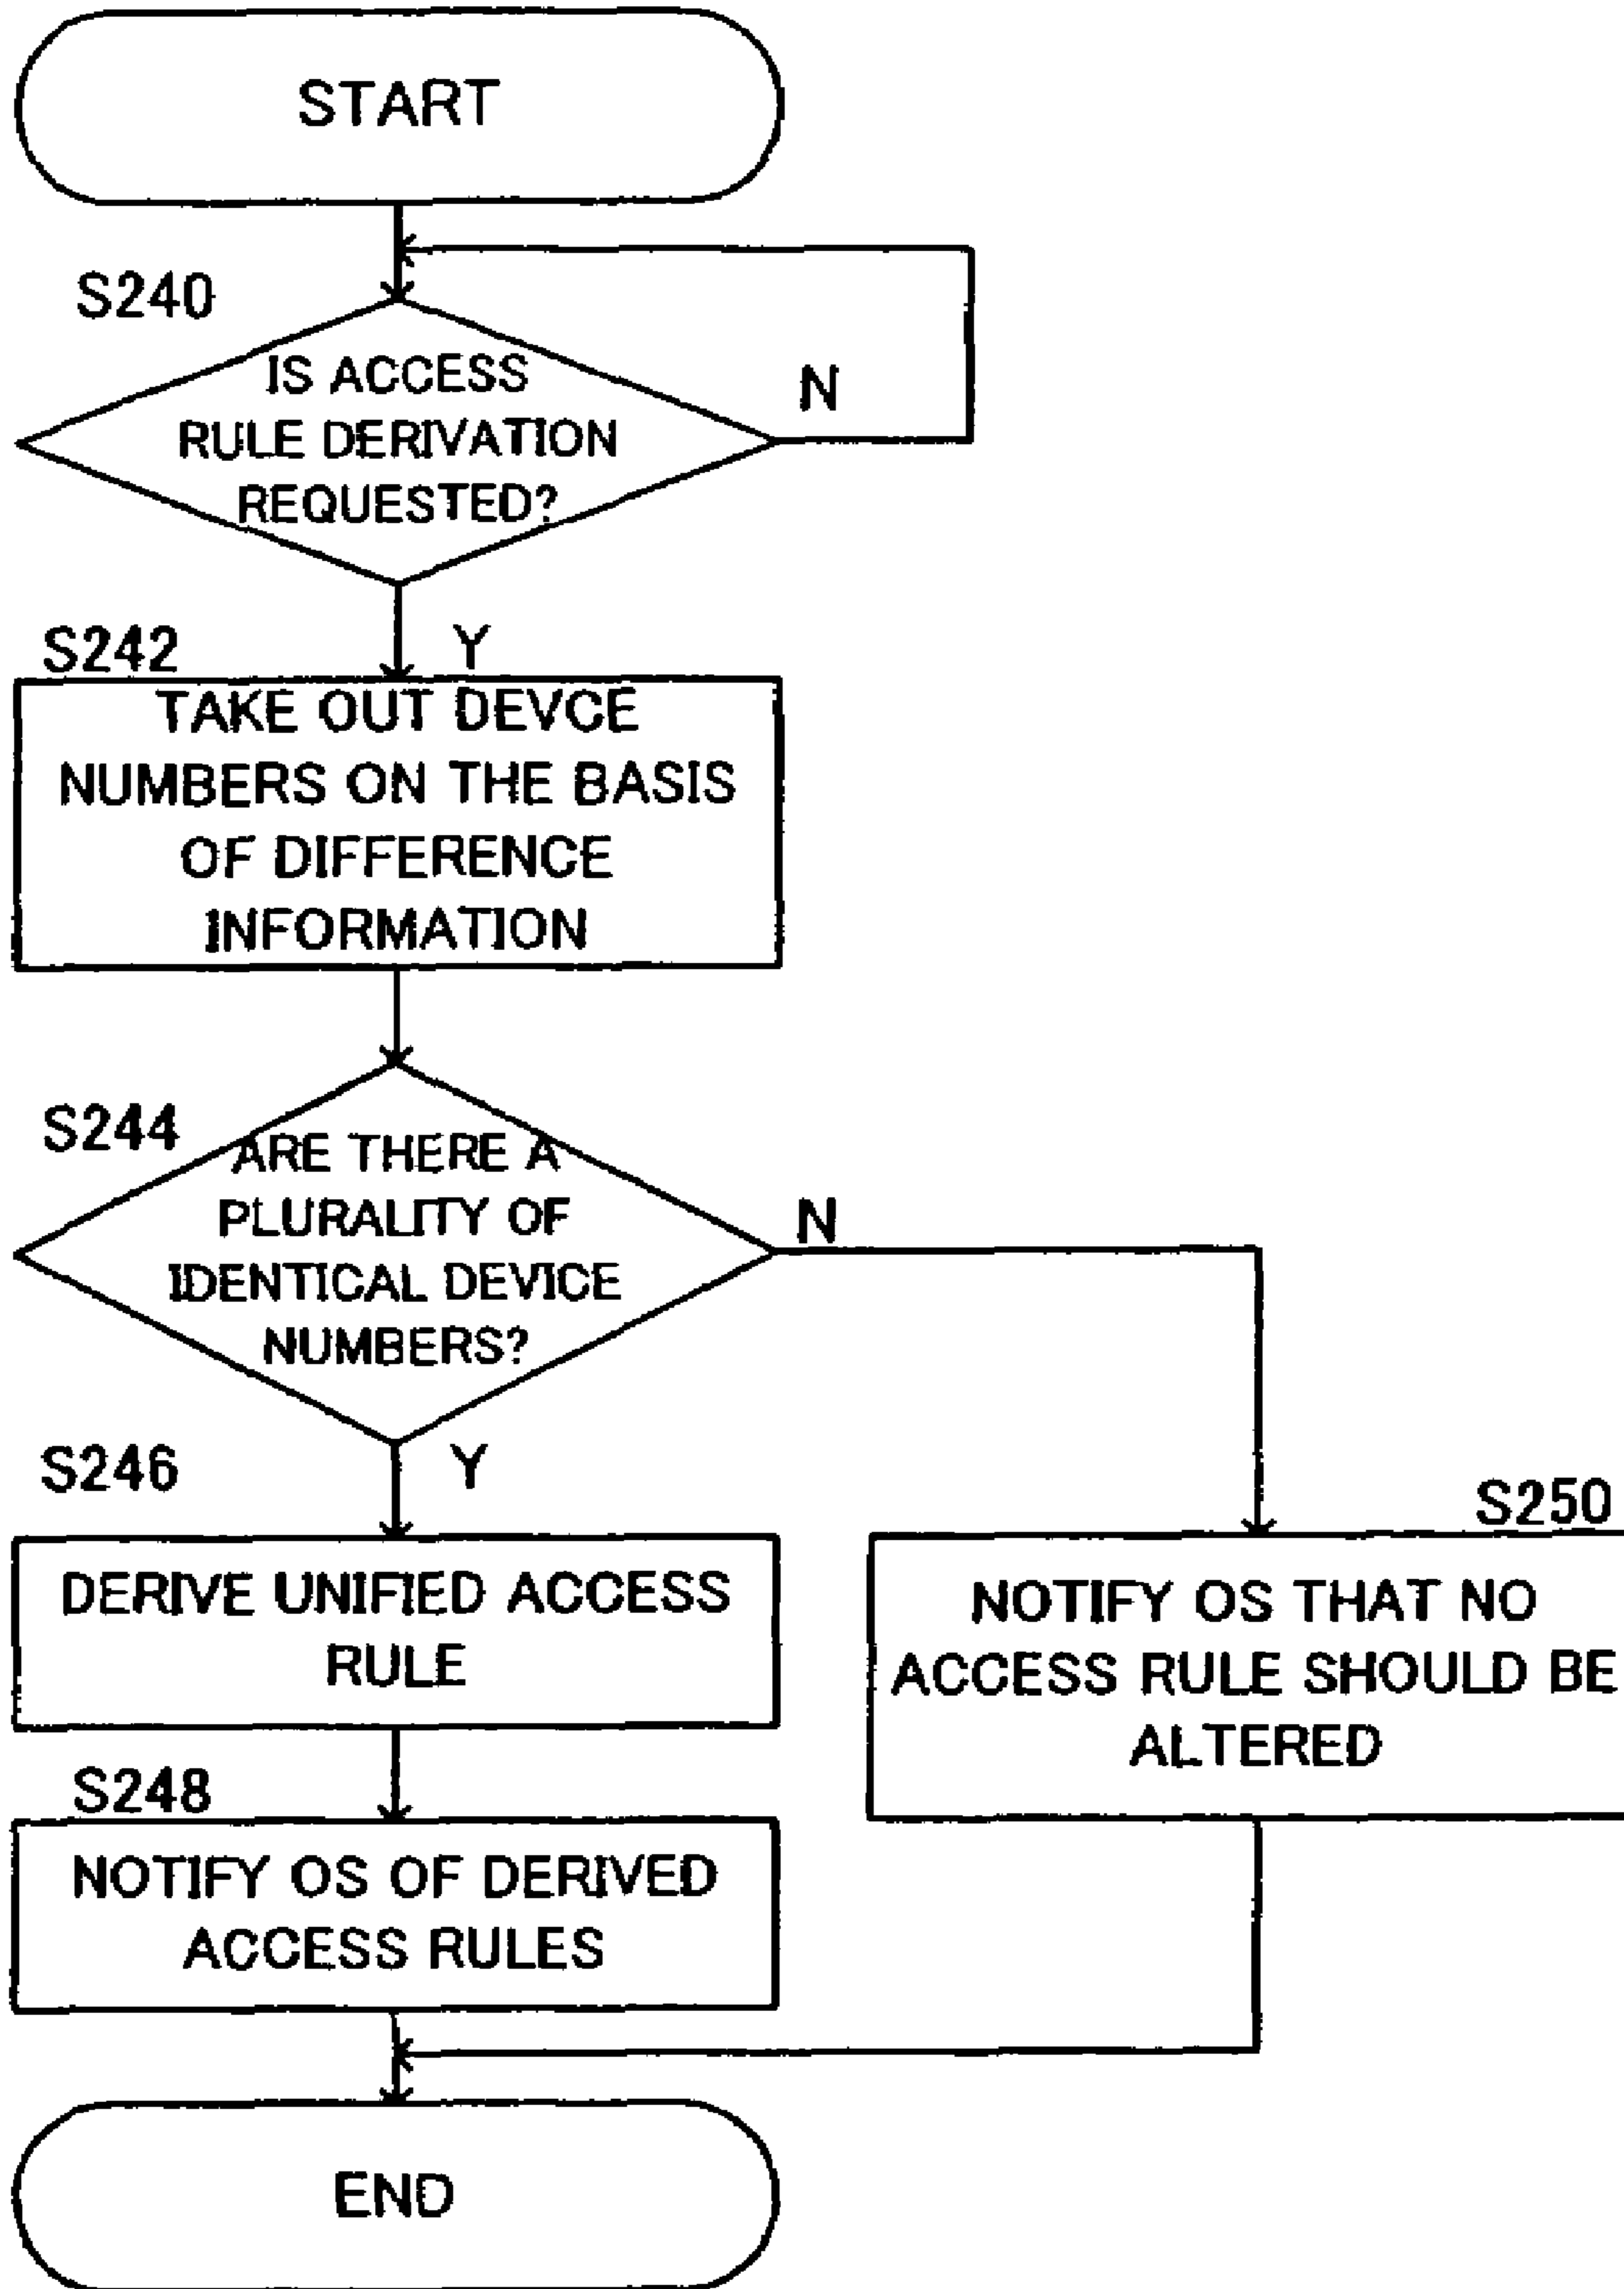 START
S240
IS ACCESS
RULE DERIVATION
REQUESTED?
N
S242
Y
TAKE OUT DEVCE
NUMBERS ON THE BASIS
OF DIFFERENCE
INFORMATION
S244
ARE THERE A
PLURALITY OF
IDENTICAL DEVICE
NUMBERS?
N
S246
Y
DERIVE UNIFIED ACCESS
RULE
S250
NOTIFY OS THAT NO
ACCESS RULE SHOULD BE
ALTERED
S248
NOTIFY OS OF DERIVED
ACCESS RULES
END